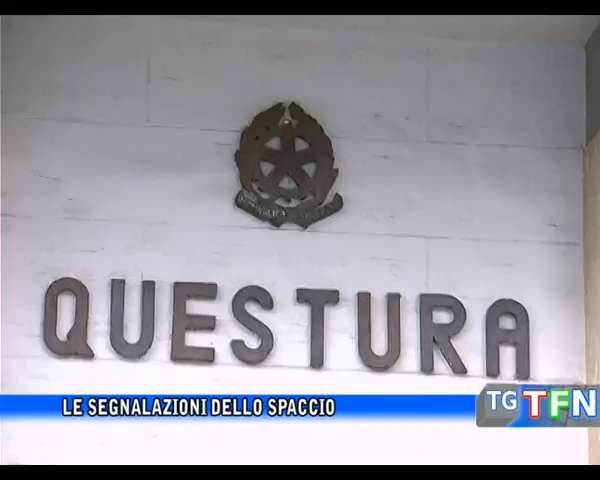 QUESTURA
LE SEGNALAZIONI DELLO SPACCIO
TG TFN